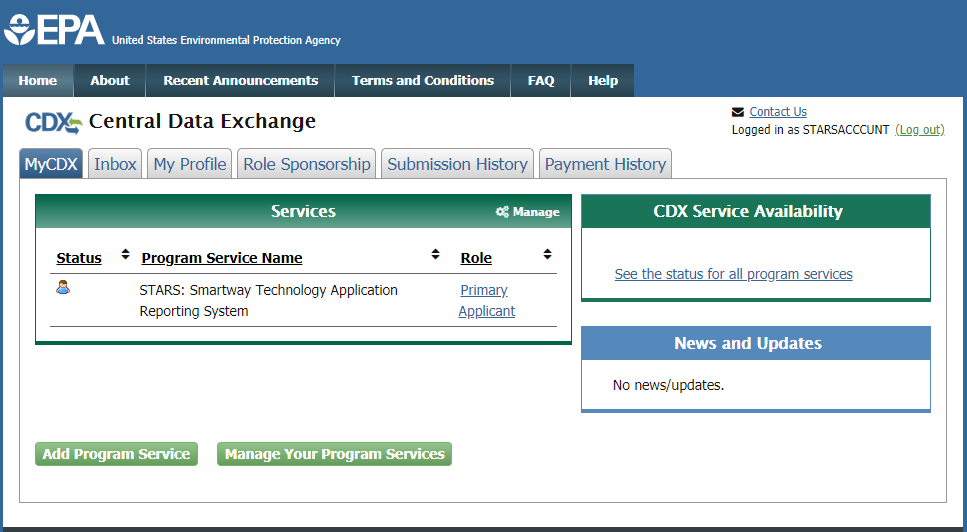 EPA United States Environmental Protection Agency
Home About Recent Announcements Terms and Conditions FAQ Help
CDX Central Data Exchange
Contact Us
Logged in as STARSACCCUNT (Log out)
MyCDX Inbox My Profile Role Sponsorship Submission History Payment History
Services Manage
Status Program Service Name Role
STARS: Smartway Technology Application Primary
Reporting System Applicant
CDX Service Availability
See the status for all program services
News and Updates
No news/updates.
Add Program Service Manage Your Program Services